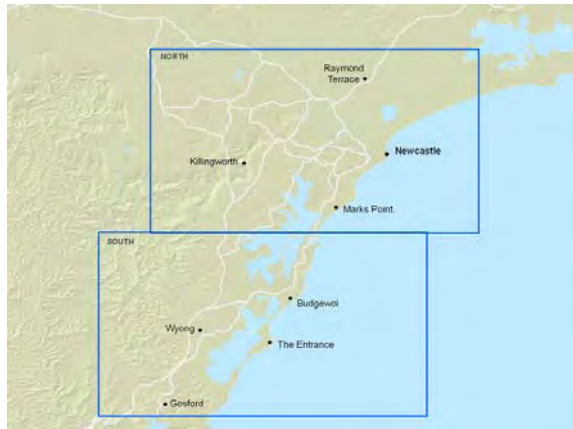 NORTH
Raymond
Terrace
Newcastle
Killingworth
Marks Point
SOUTH
Budgewoi
Wyong
The Entrance
Gosford